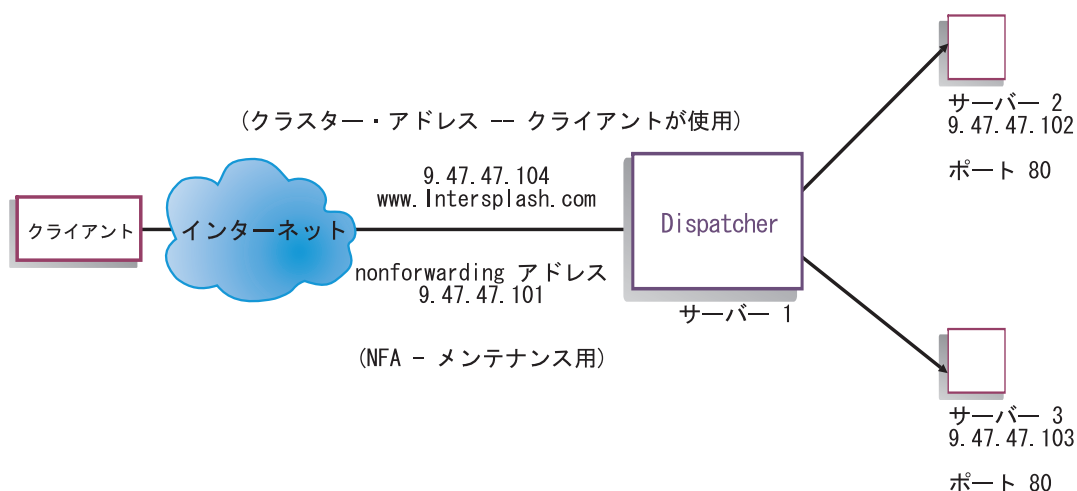 サーバー 2
9.47.47.102
ポート 80
(クラスター・アドレス -- クライアントが使用)
9.47.47.104
www.Intersplash.com
クライアント
インターネット
Dispatcher
nonforwarding アドレス
9.47.47.101
サーバー 1
(NFA - メンテナンス用)
サーバー 3
9.47.47.103
ポート 80